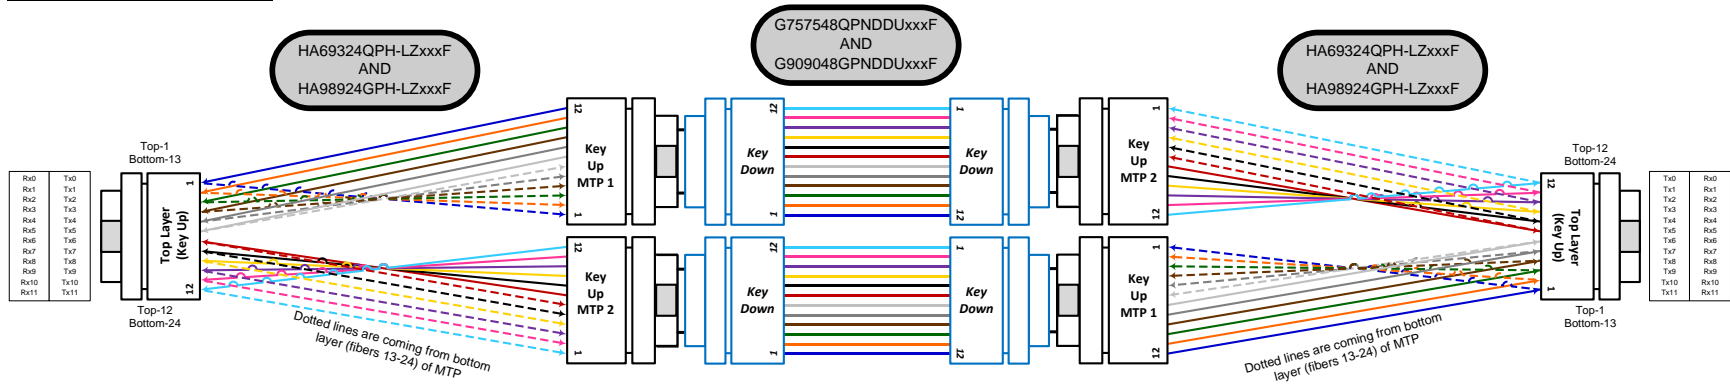 HA69324QPH-LZxxxF
AND
HA98924GPH-LZxxxF
G757548QPNDDUxxxF
AND
G909048GPNDDUxxxF
HA69324QPH-LZxxxF
AND
HA98924GPH-LZxxxF
Top-1
Bottom-13
Rx0 Tx0
Rx1 Tx1
Rx2 Tx2
Rx3 Tx3
Rx4 Tx4
Rx5 Tx5
Rx6 Tx6
Rx7 Tx7
Rx8 Tx8
Rx9 Tx9
Rx10 Tx10
Rx11 Tx11
1
Top Layer
(Key Up)
12
Top-12
Bottom-24
Dotted lines are coming from bottom
layer (fibers 13-24) of MTP
12
Key
Up
MTP 1
1
12
Key
Up
MTP 2
1
12
Key
Down
1
12
Key
Down
1
1
Key
Down
12
1
Key
Down
12
1
Key
Up
MTP 2
12
1
Key
Up
MTP 1
12
Top-12
Bottom-24
12
Top Layer
(Key Up)
1
Top-1
Bottom-13
Tx0 Rx0
Tx1 Rx1
Tx2 Rx2
Tx3 Rx3
Tx4 Rx4
Tx5 Rx5
Tx6 Rx6
Tx7 Rx7
Tx8 Rx8
Tx9 Rx9
Tx10 Rx10
Tx11 Rx11
Dotted lines are coming from bottom
layer (fibers 13-24) of MTP